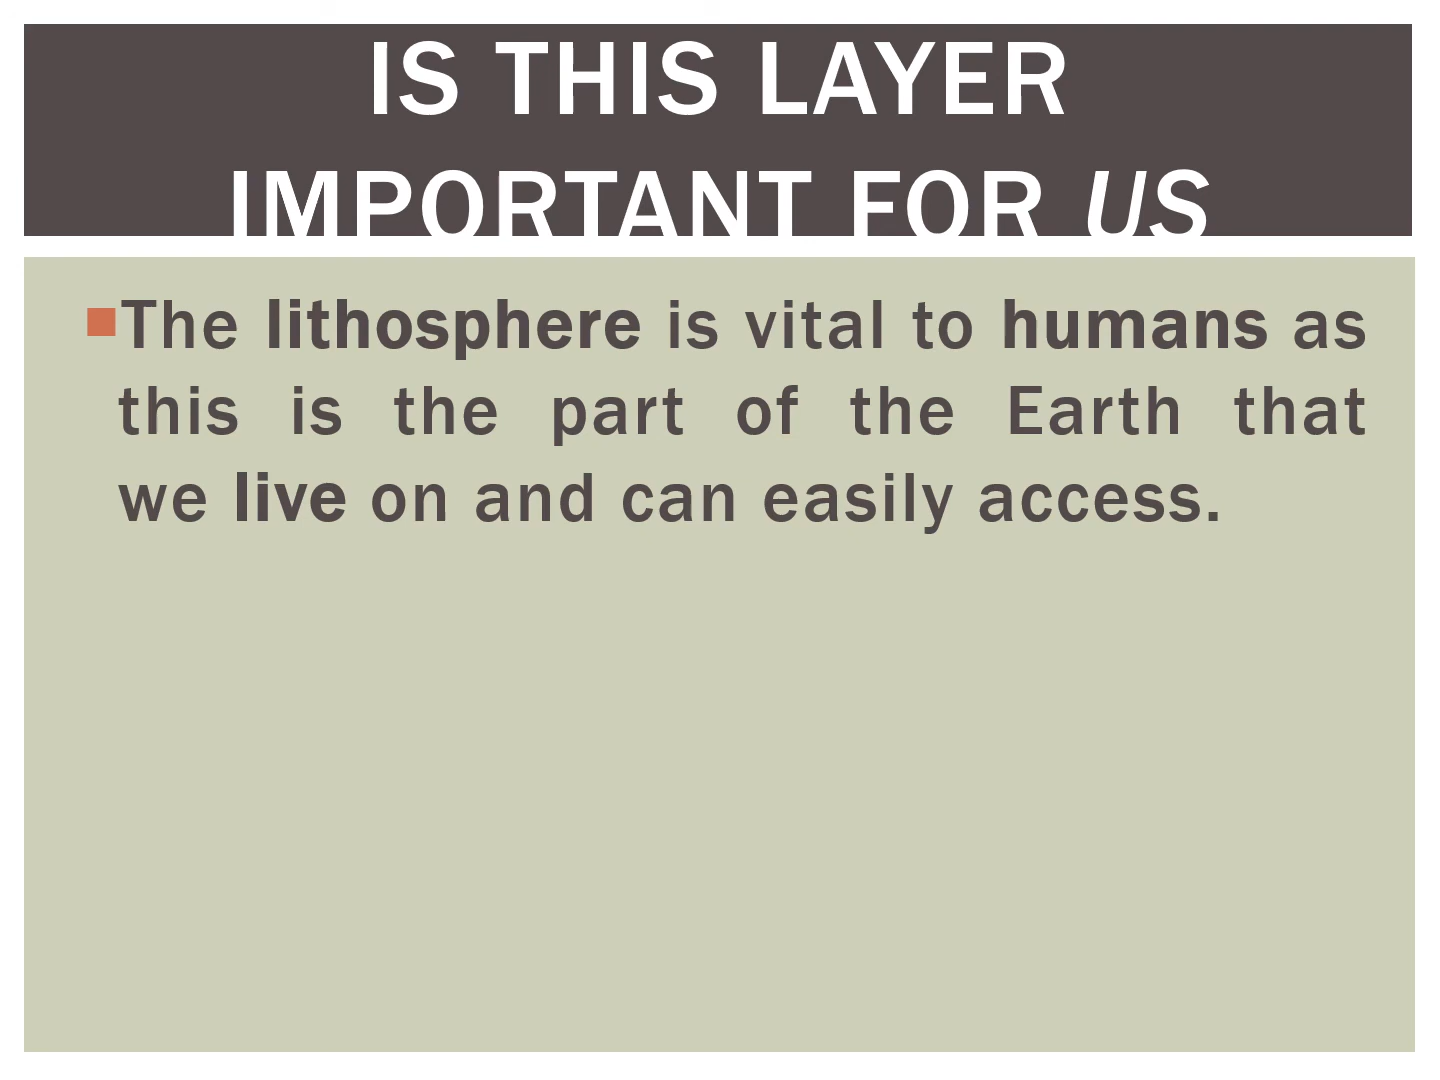 IS THIS LAYER
IMPORTANT FOR US
The lithosphere is vital to humans as
this is the part of the Earth that
we live on and can easily access.